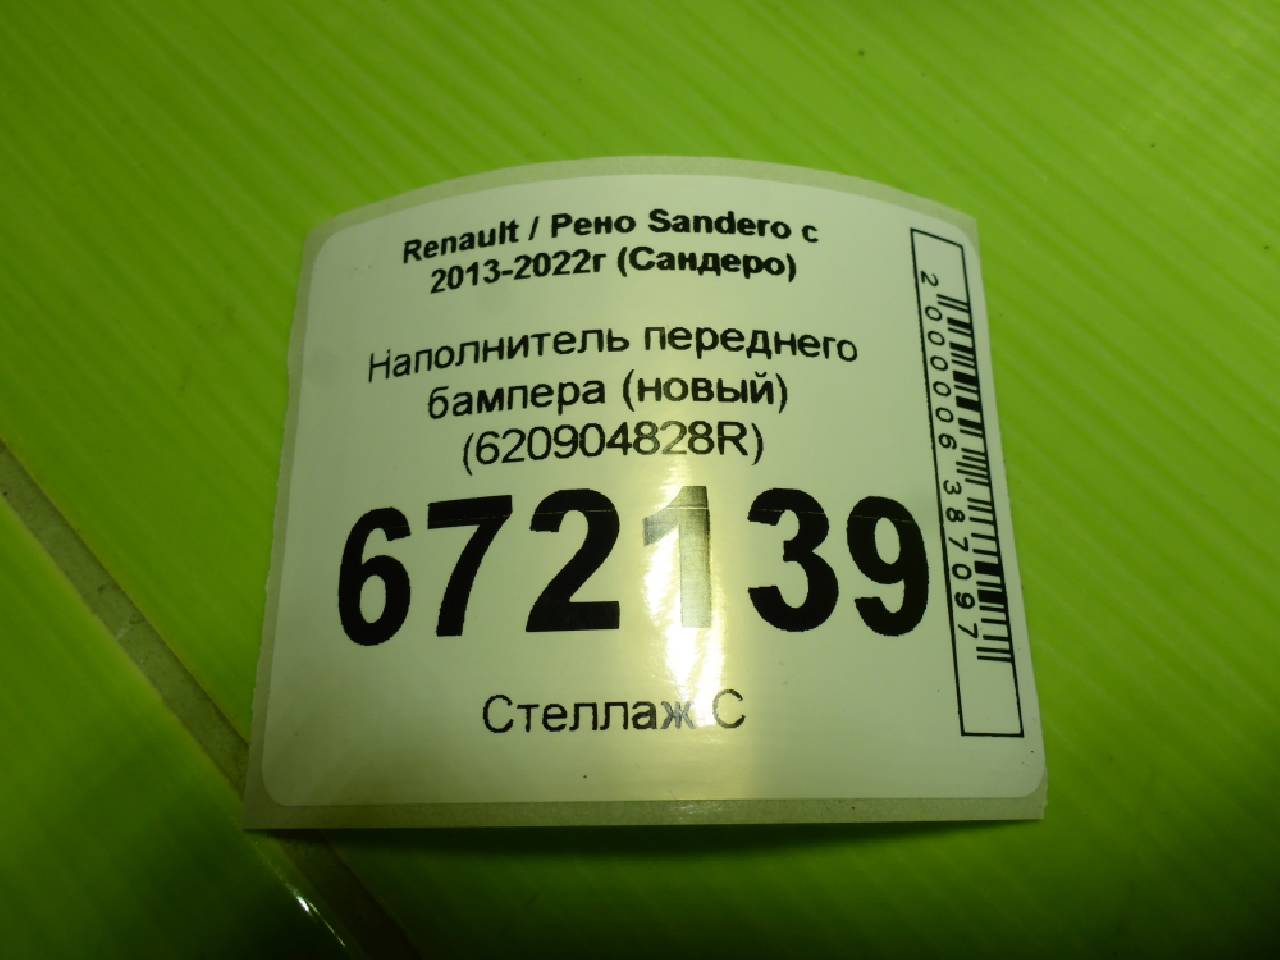 Renault / Рено Sandero с
2013-2022г (Сандеро)
Наполнитель переднего
бампера (новый)
(620904828R)
672139
Стеллаж С
2000006387097